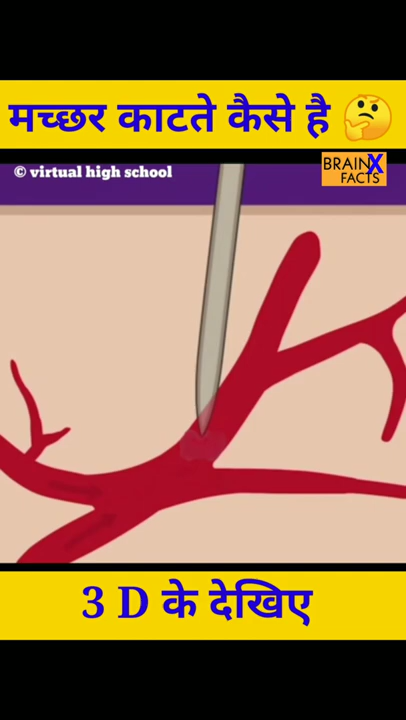 मच्छर काटते कैसे है 🤔
© virtual high school
BRAINX
FACTS
3 D के देखिए